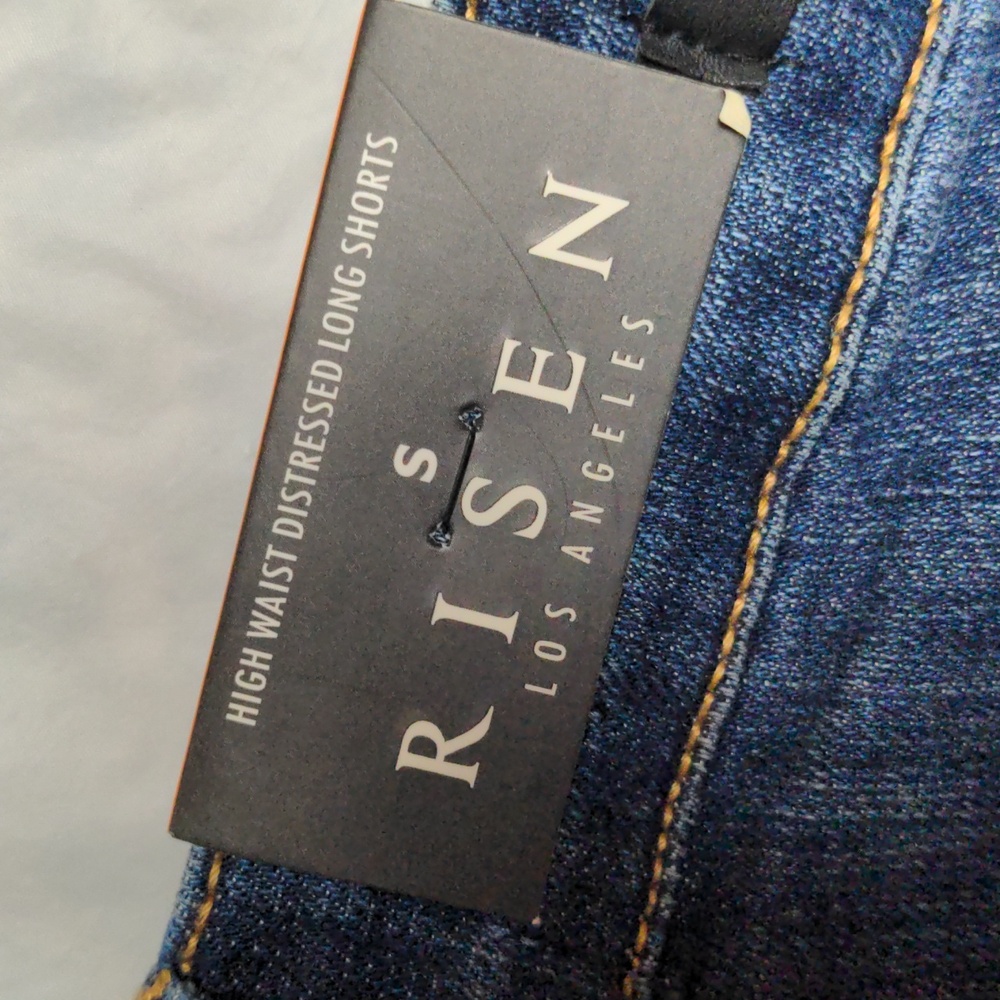 HIGH WAIST DISTRESSED LONG SHORTS
S
RISEN
LOS ANGELES